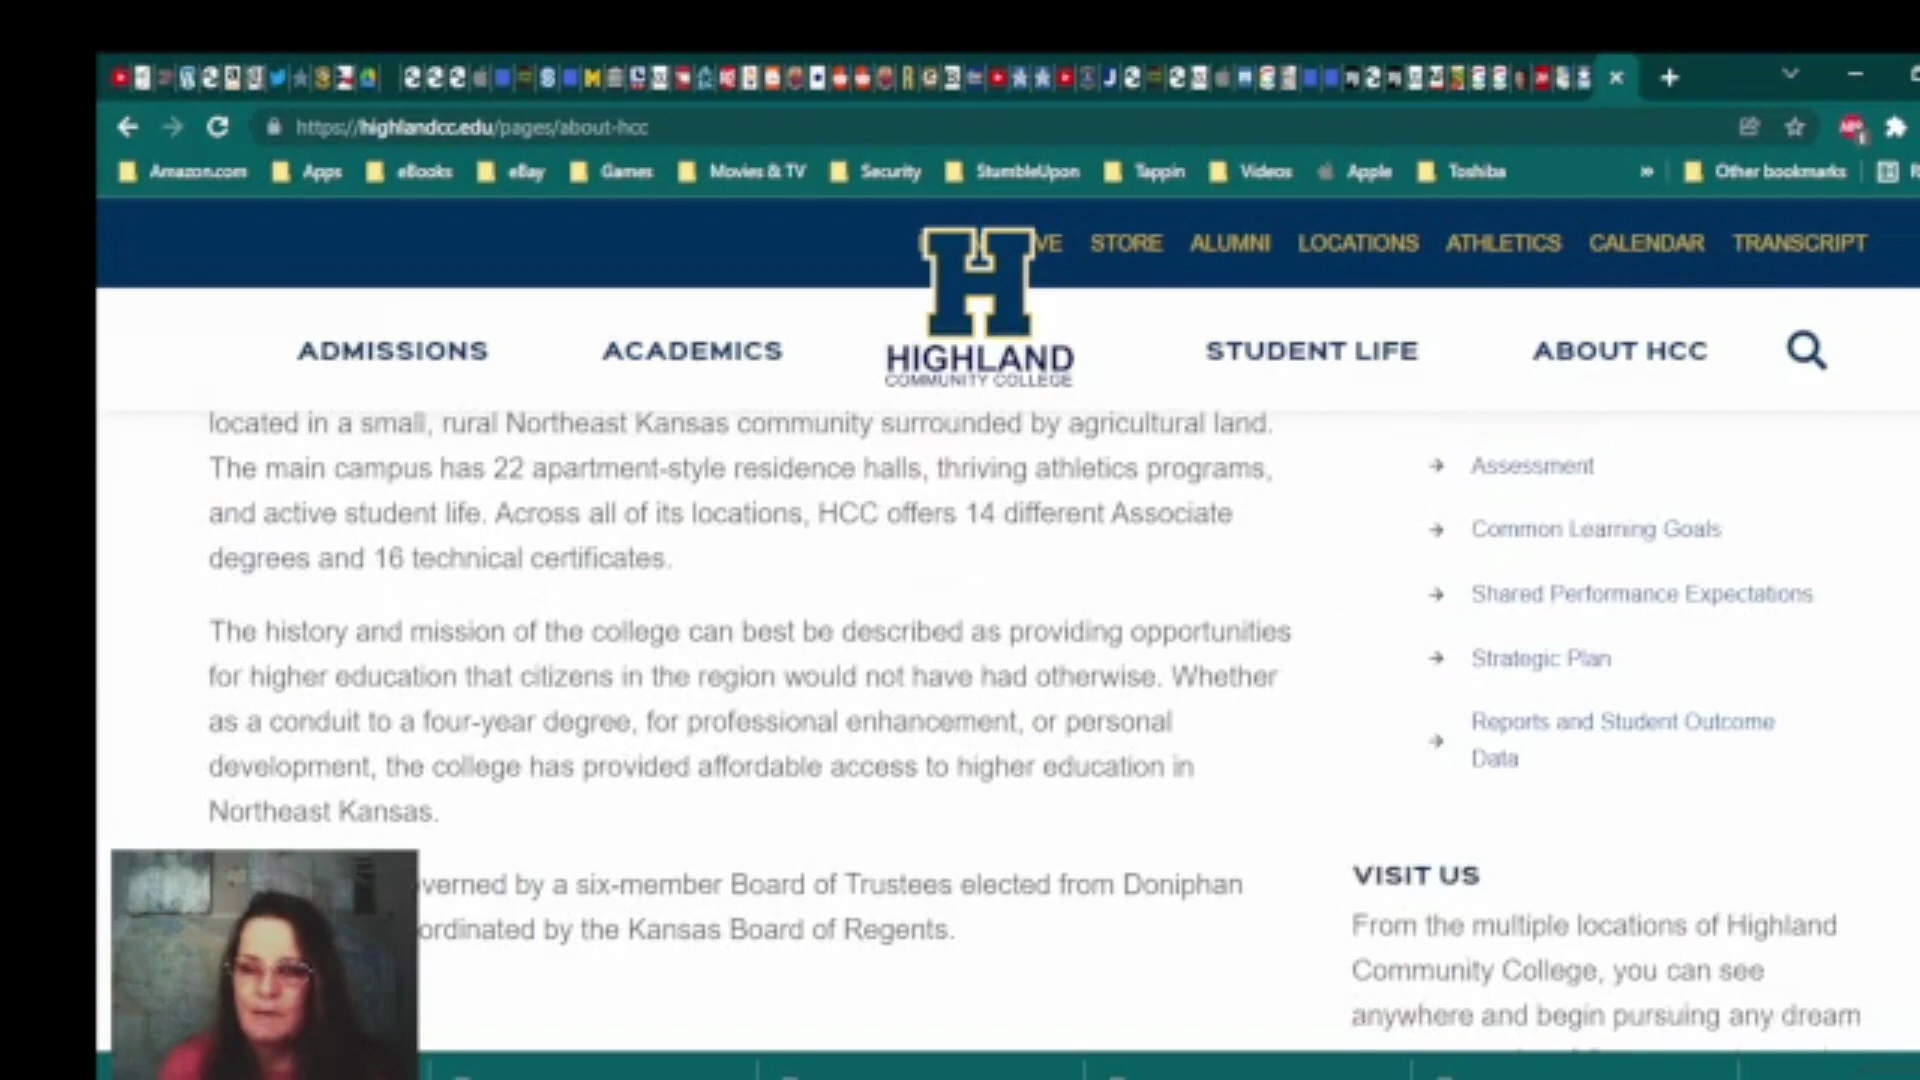 https://highlandcc.edu/pages/about-hcc
Amazon.com Apps eBooks eBay Games Movies & TV Security StumbleUpon Tappin Videos Apple Toshiba » Other bookmarks
VE STORE ALUMNI LOCATIONS ATHLETICS CALENDAR TRANSCRIPT
H
ADMISSIONS ACADEMICS HIGHLAND STUDENT LIFE ABOUT HCC
COMMUNITY COLLEGE
located in a small, rural Northeast Kansas community surrounded by agricultural land.
The main campus has 22 apartment-style residence halls, thriving athletics programs,
and active student life. Across all of its locations, HCC offers 14 different Associate
degrees and 16 technical certificates.
The history and mission of the college can best be described as providing opportunities
for higher education that citizens in the region would not have had otherwise. Whether
as a conduit to a four-year degree, for professional enhancement, or personal
development, the college has provided affordable access to higher education in
Northeast Kansas.
verned by a six-member Board of Trustees elected from Doniphan
ordinated by the Kansas Board of Regents.
Assessment
Common Learning Goals
Shared Performance Expectations
Strategic Plan
Reports and Student Outcome
Data
VISIT US
From the multiple locations of Highland
Community College, you can see
anywhere and begin pursuing any dream